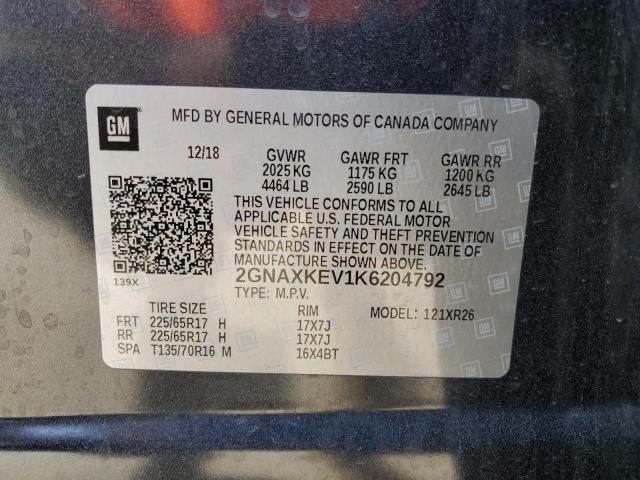 GM
MFD BY GENERAL MOTORS OF CANADA COMPANY
12/18 GVWR GAWR FRT GAWR RR
2025 KG 1175 KG 1200 KG
4464 LB 2590 LB 2645 LB
THIS VEHICLE CONFORMS TO ALL
APPLICABLE U.S. FEDERAL MOTOR
VEHICLE SAFETY AND THEFT PREVENTION
STANDARDS IN EFFECT ON THE DATE OF
MANUFACTURE SHOWN ABOVE.
139X 2GNAXKEV1K6204792
TYPE: M.P.V.
TIRE SIZE RIM MODEL: 121XR26
FRT 225/65R17 H 17X7J
RR 225/65R17 H 17X7J
SPA T135/70R16 M 16X4BT